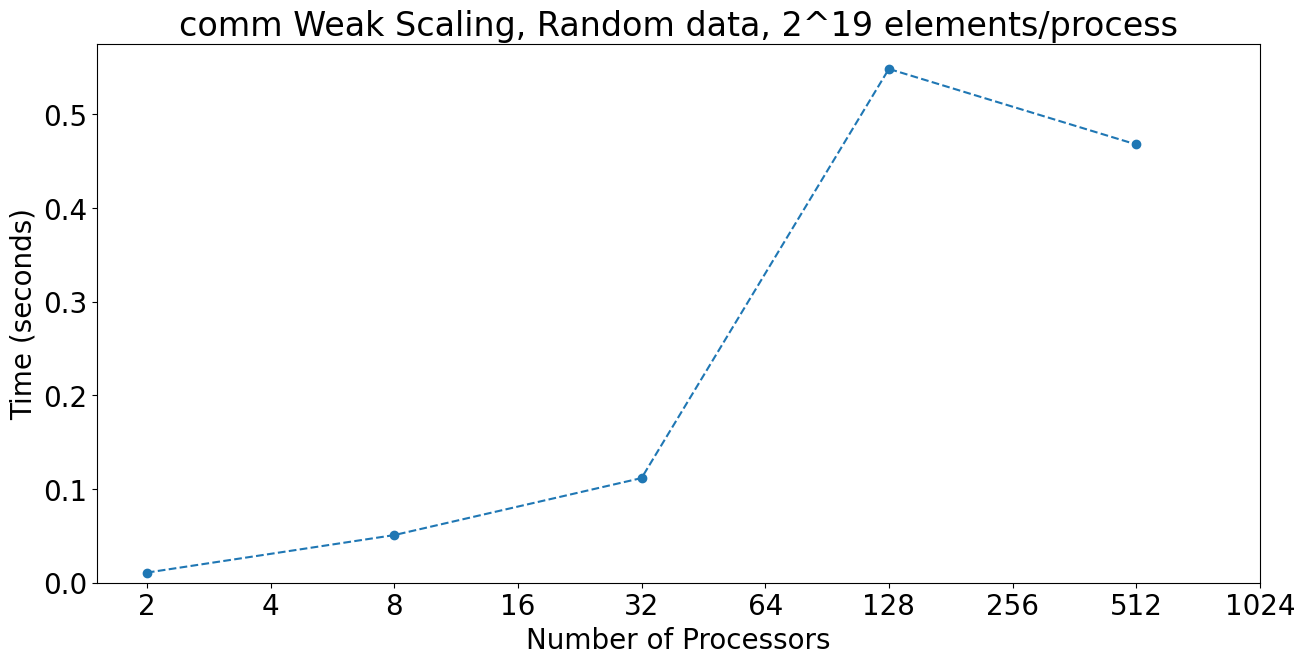 comm Weak Scaling, Random data, 2^19 elements/process
Time (seconds)
0.5
0.4
0.3
0.2
0.1
0.0
2 4 8 16 32 64 128 256 512 1024
Number of Processors